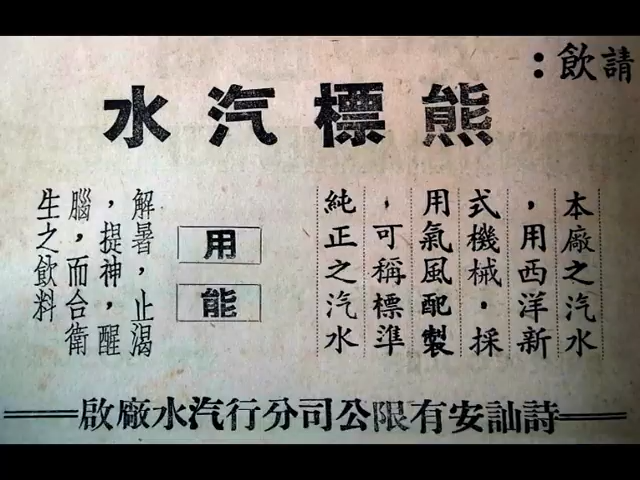 請飲：
熊標汽水
本廠之汽水
，用西洋新
式機械，採
用氣風配製
，可稱標準
純正之汽水
用能
解暑，止渴
，提神，醒
腦，而合衛
生之飲料
詩訕安有限公司分行汽水廠啟